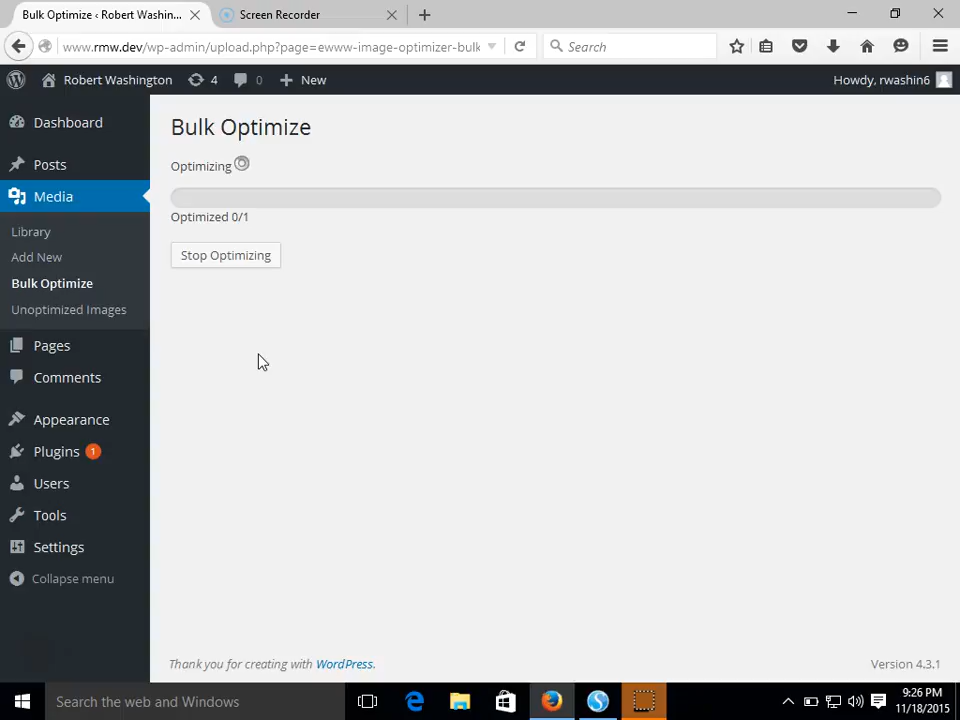 Bulk Optimize ‹ Robert Washin...
Screen Recorder
www.rmw.dev/wp-admin/upload.php?page=ewww-image-optimizer-bulk
Search
Robert Washington
4
0
New
Howdy, rwashin6
Dashboard
Posts
Media
Library
Add New
Bulk Optimize
Unoptimized Images
Pages
Comments
Appearance
Plugins 1
Users
Tools
Settings
Collapse menu
Bulk Optimize
Optimizing
Optimized 0/1
Stop Optimizing
Thank you for creating with WordPress.
Version 4.3.1
Search the web and Windows
9:26 PM
11/18/2015